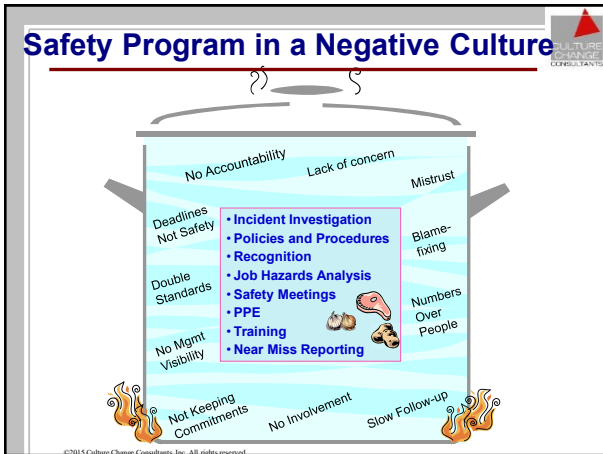 Safety Program in a Negative Culture
CULTURE
CHANGE
CONSULTANTS
No Accountability
Lack of concern
Mistrust
Deadlines
Not Safety
• Incident Investigation
• Policies and Procedures
• Recognition
• Job Hazards Analysis
• Safety Meetings
• PPE
• Training
• Near Miss Reporting
Blame-
fixing
Double
Standards
Numbers
Over
People
No Mgmt
Visibility
Not Keeping
Commitments
No Involvement
Slow Follow-up
©2015 Culture Change Consultants, Inc. All rights reserved